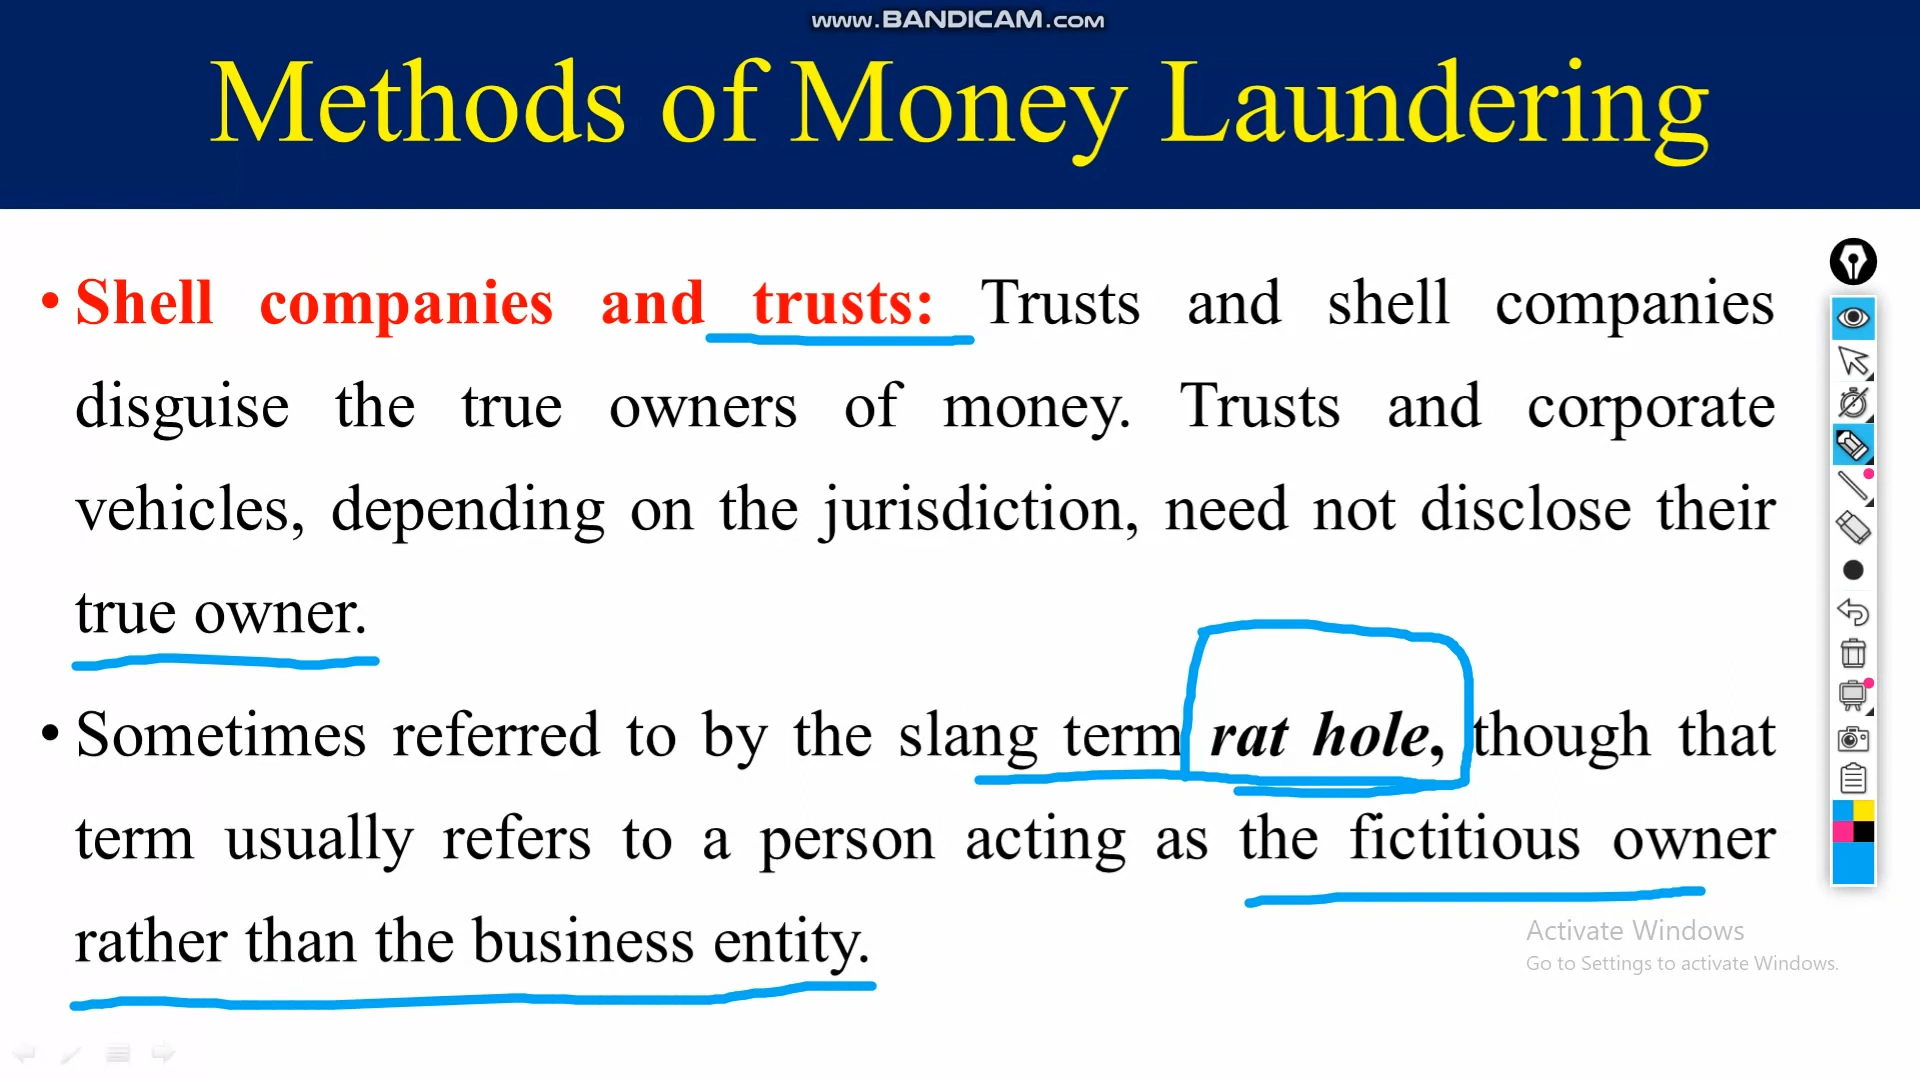 www.BANDICAM.com
Methods of Money Laundering
• Shell companies and trusts: Trusts and shell companies
disguise the true owners of money. Trusts and corporate
vehicles, depending on the jurisdiction, need not disclose their
true owner.
• Sometimes referred to by the slang term rat hole, though that
term usually refers to a person acting as the fictitious owner
rather than the business entity.
Activate Windows
Go to Settings to activate Windows.